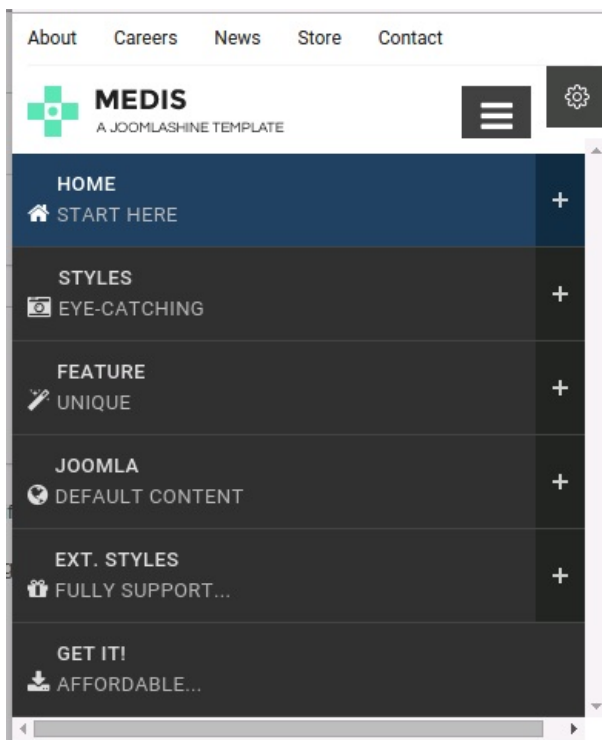 About Careers News Store Contact
MEDIS
A JOOMLASHINE TEMPLATE
HOME
START HERE
STYLES
EYE-CATCHING
FEATURE
UNIQUE
JOOMLA
DEFAULT CONTENT
EXT. STYLES
FULLY SUPPORT...
GET IT!
AFFORDABLE...